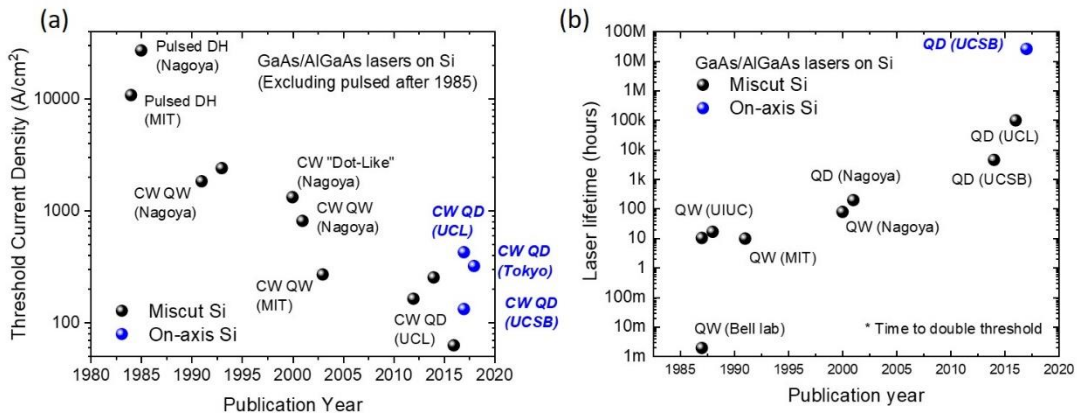 (a)
Threshold Current Density (A/cm²)
10000
1000
100
Pulsed DH
(Nagoya)
GaAs/AlGaAs lasers on Si
(Excluding pulsed after 1985)
Pulsed DH
(MIT)
CW QW
(Nagoya)
CW "Dot-Like"
(Nagoya)
CW QW
(Nagoya)
CW QD
(UCL)
CW QD
(Tokyo)
CW QW
(MIT)
CW QD
(UCSB)
CW QD
(UCL)
Miscut Si
On-axis Si
1980 1985 1990 1995 2000 2005 2010 2015 2020
Publication Year
(b)
Laser lifetime (hours)
100M
10M
1M
100k
10k
1k
100
10
1
100m
10m
1m
QD (UCSB)
GaAs/AlGaAs lasers on Si
Miscut Si
On-axis Si
QD (UCL)
QD (UCSB)
QD (Nagoya)
QW (UIUC)
QW (Nagoya)
QW (MIT)
QW (Bell lab)
* Time to double threshold
1985 1990 1995 2000 2005 2010 2015 2020
Publication year